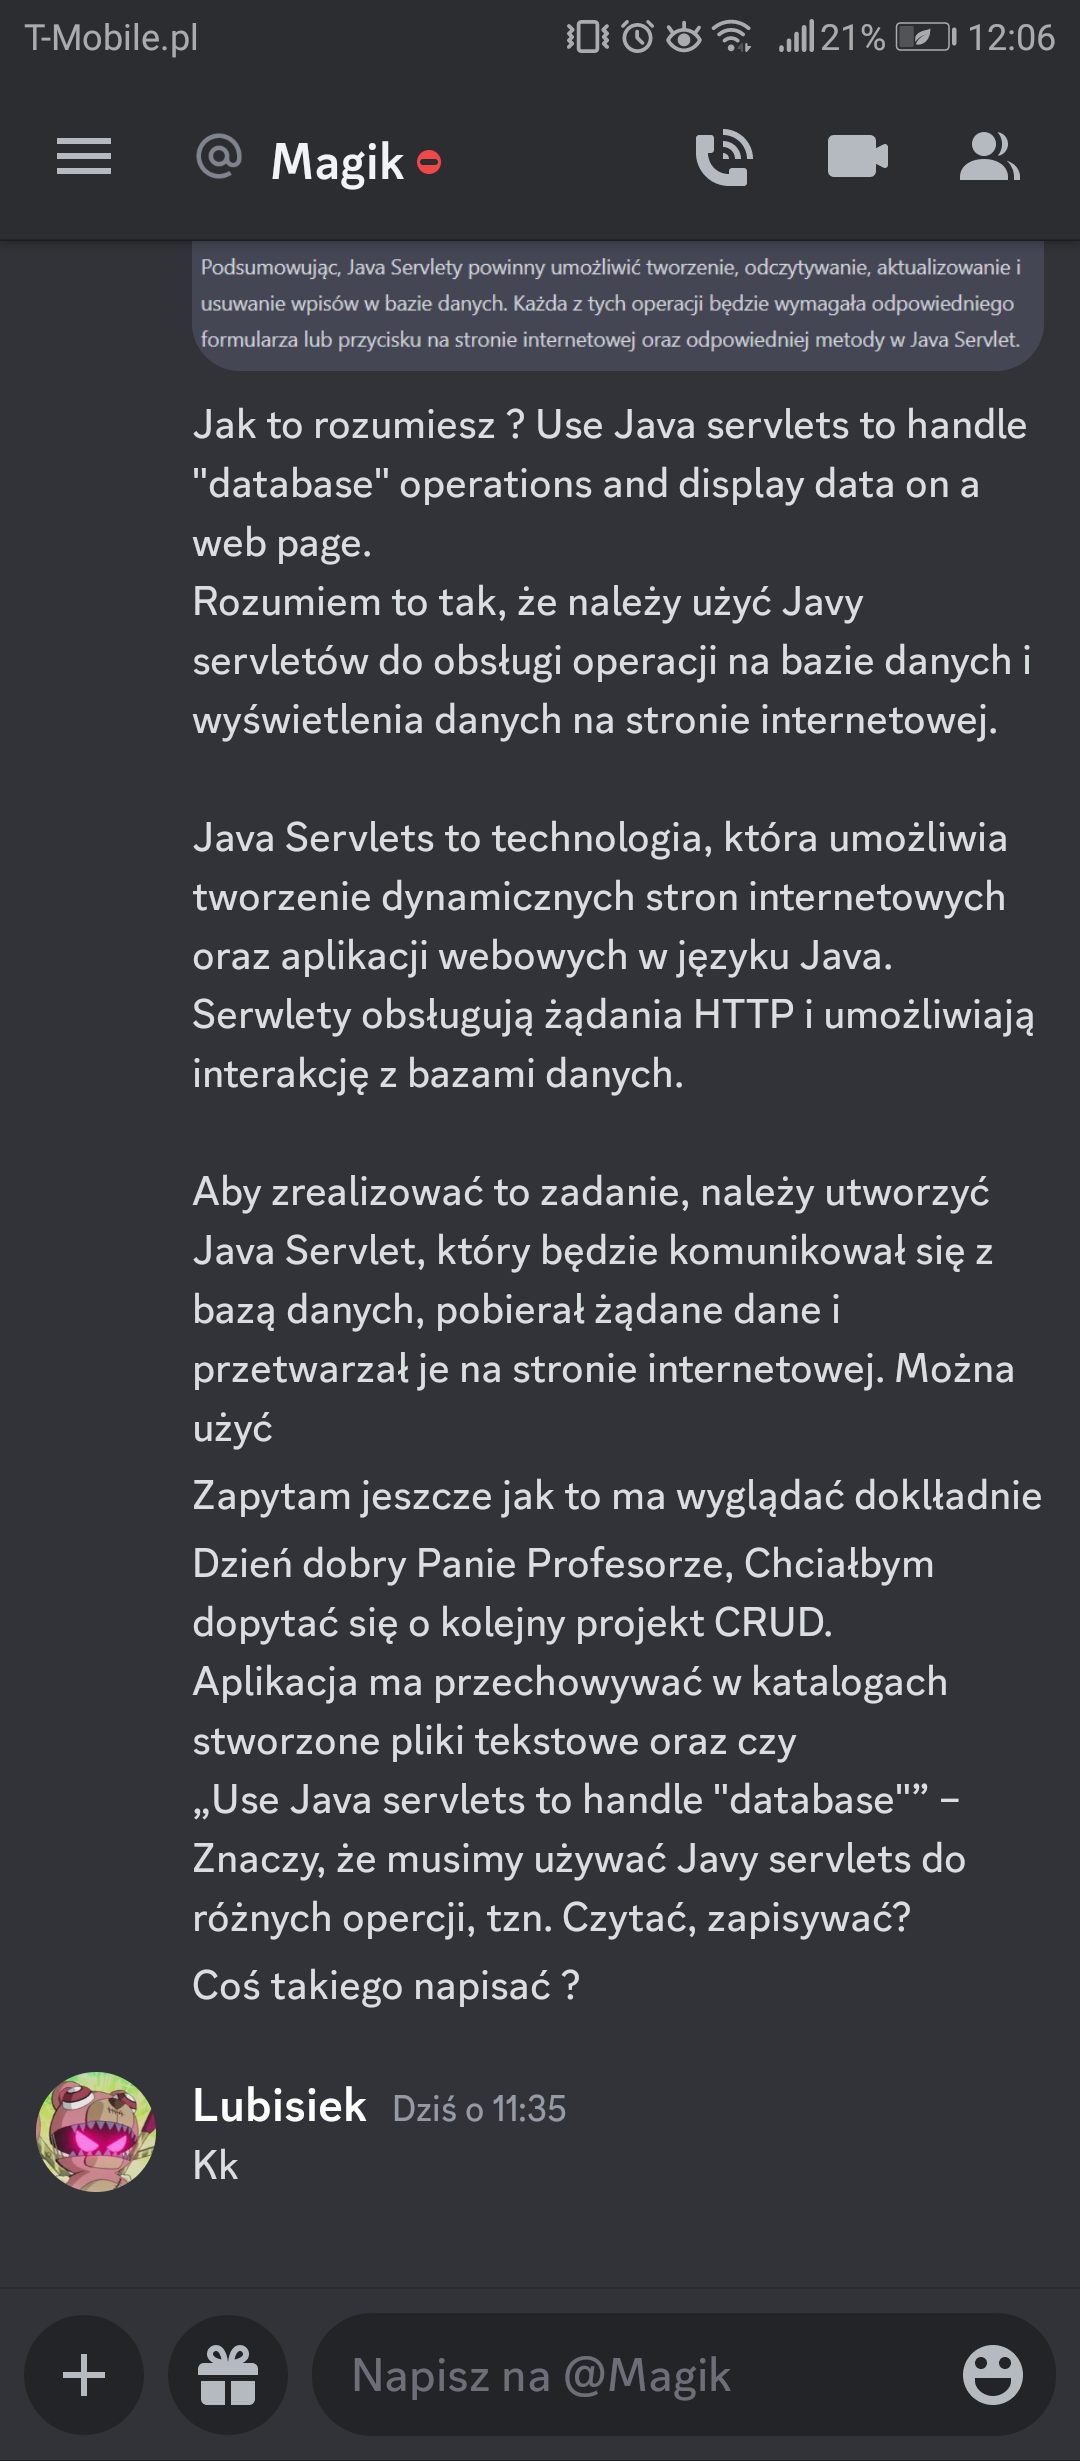 T-Mobile.pl 21% 12:06
@ Magik
Podsumowując, Java Servlety powinny umożliwić tworzenie, odczytywanie, aktualizowanie i
usuwanie wpisów w bazie danych. Każda z tych operacji będzie wymagała odpowiedniego
formularza lub przycisku na stronie internetowej oraz odpowiedniej metody w Java Servlet.
Jak to rozumiesz ? Use Java servlets to handle
"database" operations and display data on a
web page.
Rozumiem to tak, że należy użyć Javy
servletów do obsługi operacji na bazie danych i
wyświetlenia danych na stronie internetowej.
Java Servlets to technologia, która umożliwia
tworzenie dynamicznych stron internetowych
oraz aplikacji webowych w języku Java.
Serwlety obsługują żądania HTTP i umożliwiają
interakcję z bazami danych.
Aby zrealizować to zadanie, należy utworzyć
Java Servlet, który będzie komunikował się z
bazą danych, pobierał żądane dane i
przetwarzał je na stronie internetowej. Można
użyć
Zapytam jeszcze jak to ma wyglądać doklładnie
Dzień dobry Panie Profesorze, Chciałbym
dopytać się o kolejny projekt CRUD.
Aplikacja ma przechowywać w katalogach
stworzone pliki tekstowe oraz czy
„Use Java servlets to handle "database"” –
Znaczy, że musimy używać Javy servlets do
różnych opercji, tzn. Czytać, zapisywać?
Coś takiego napisać ?
Lubisiek Dziś o 11:35
Kk
Napisz na @Magik